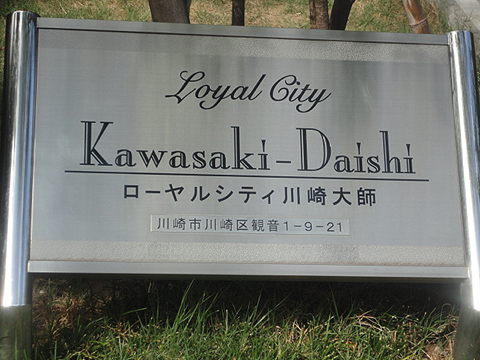 Loyal City
Kawasaki-Daishi
ローヤルシティ川崎大師
川崎市川崎区観音1-9-21